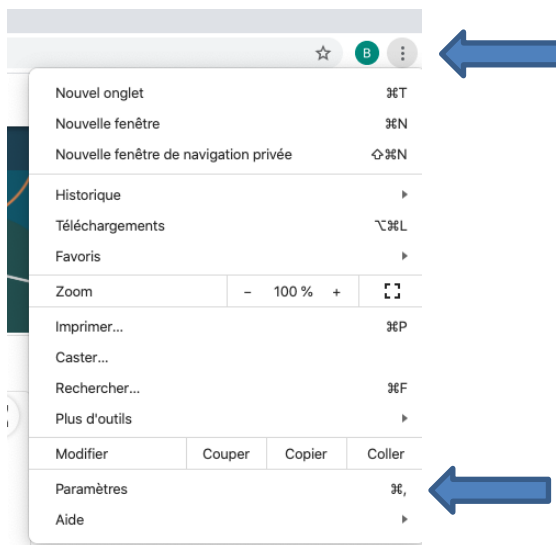 B
Nouvel onglet ⌘T
Nouvelle fenêtre ⌘N
Nouvelle fenêtre de navigation privée ⇧⌘N
Historique
Téléchargements ⌥⌘L
Favoris
Zoom - 100 % +
Imprimer... ⌘P
Caster...
Rechercher... ⌘F
Plus d'outils
Modifier Couper Copier Coller
Paramètres ⌘,
Aide